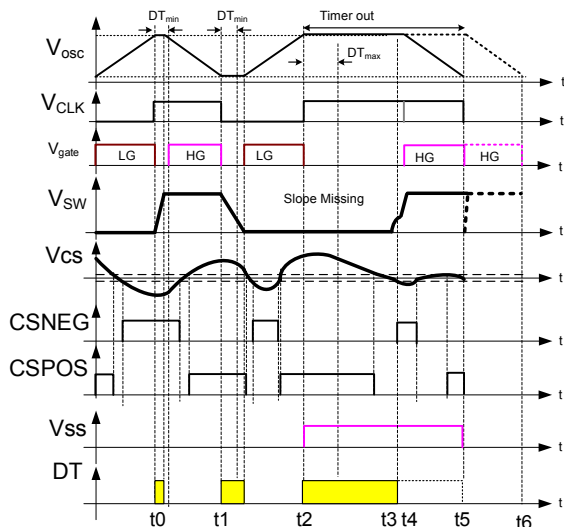 DTmin
DTmin
Timer out
Vosc
DTmax
t
VCLK
t
Vgate
LG
HG
LG
HG
HG
t
VSW
Slope Missing
t
Vcs
t
CSNEG
t
CSPOS
t
Vss
t
DT
t
t0
t1
t2
t3
t4
t5
t6